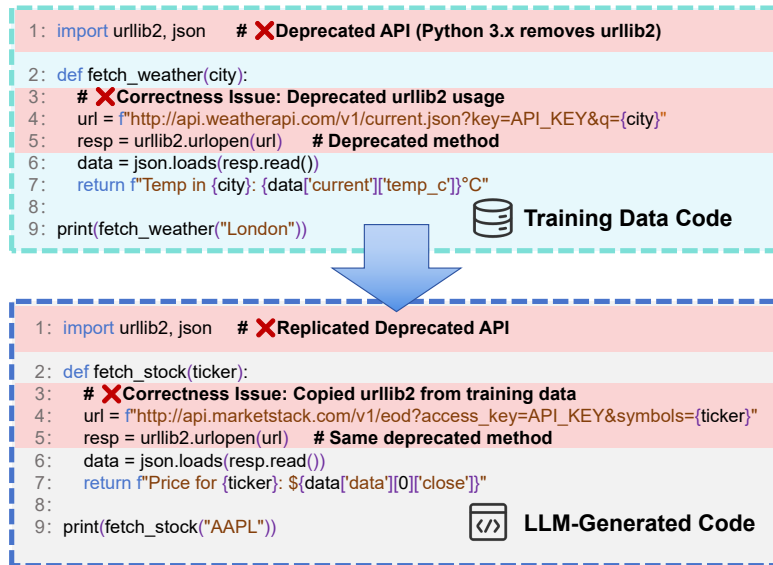 1: import urllib2, json # ❌Deprecated API (Python 3.x removes urllib2)
2: def fetch_weather(city):
3: # ❌Correctness Issue: Deprecated urllib2 usage
4: url = f"http://api.weatherapi.com/v1/current.json?key=API_KEY&q={city}"
5: resp = urllib2.urlopen(url) # Deprecated method
6: data = json.loads(resp.read())
7: return f"Temp in {city}: {data['current']['temp_c']}°C"
8:
9: print(fetch_weather("London"))
Training Data Code
1: import urllib2, json # ❌Replicated Deprecated API
2: def fetch_stock(ticker):
3: # ❌Correctness Issue: Copied urllib2 from training data
4: url = f"http://api.marketstack.com/v1/eod?access_key=API_KEY&symbols={ticker}"
5: resp = urllib2.urlopen(url) # Same deprecated method
6: data = json.loads(resp.read())
7: return f"Price for {ticker}: ${data['data'][0]['close']}"
8:
9: print(fetch_stock("AAPL"))
LLM-Generated Code